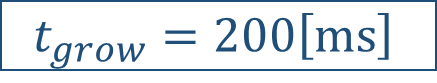 t_grow = 200[ms]